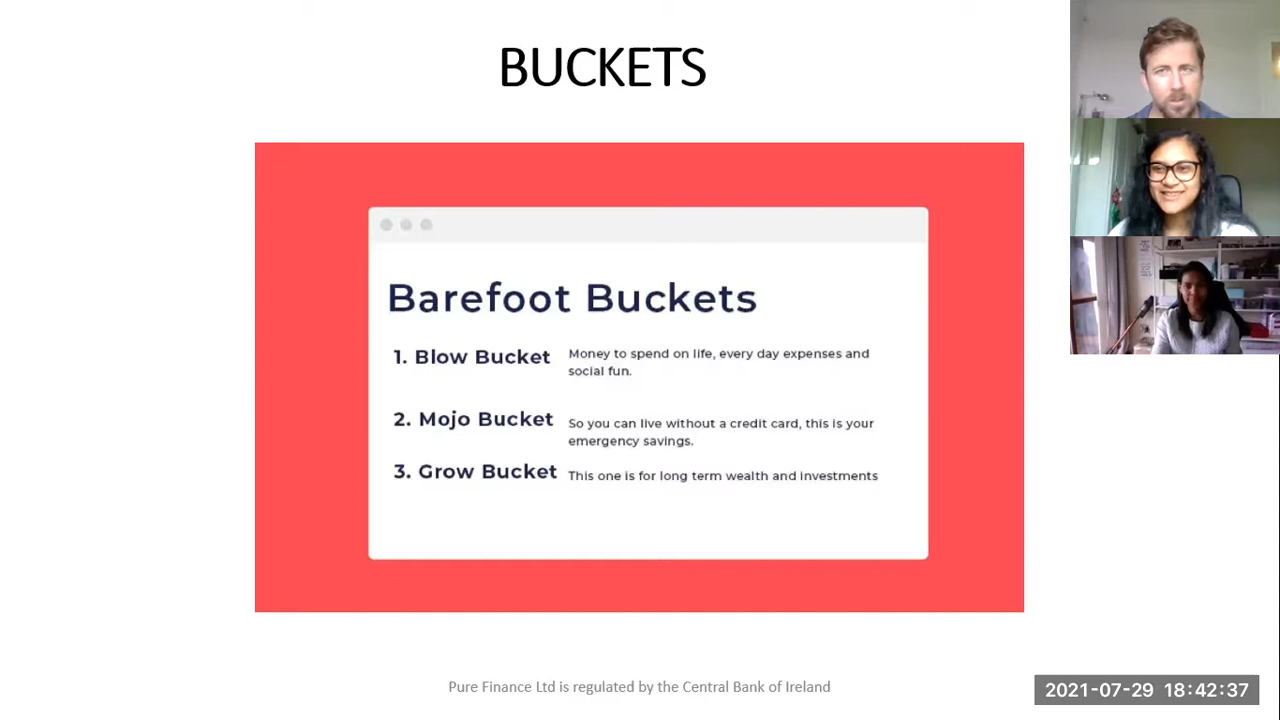 BUCKETS
Barefoot Buckets
1. Blow Bucket
Money to spend on life, every day expenses and
social fun.
2. Mojo Bucket
So you can live without a credit card, this is your
emergency savings.
3. Grow Bucket
This one is for long term wealth and investments
Pure Finance Ltd is regulated by the Central Bank of Ireland
2021-07-29 18:42:37